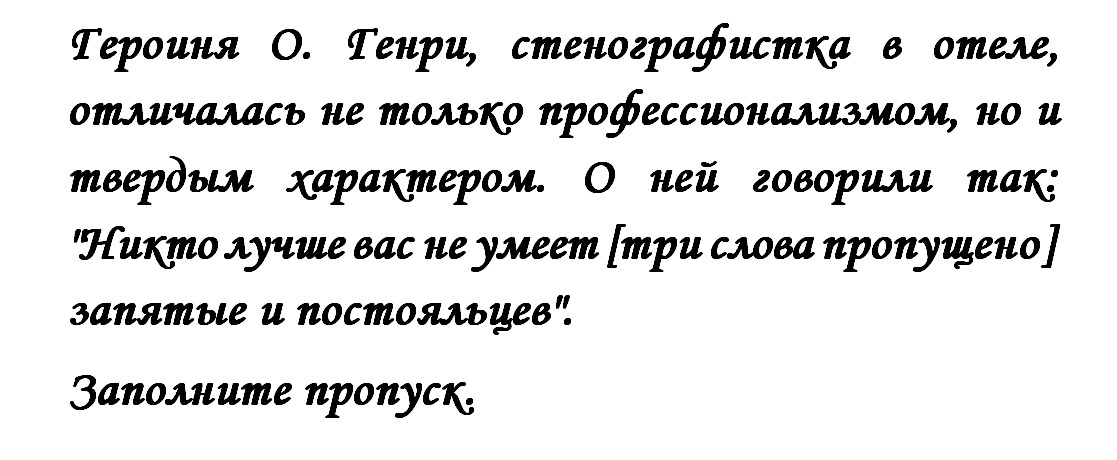 Героиня О. Генри, стенографистка в отеле,
отличалась не только профессионализмом, но и
твердым характером. О ней говорили так:
"Никто лучше вас не умеет [три слова пропущено]
запятые и постояльцев".
Заполните пропуск.